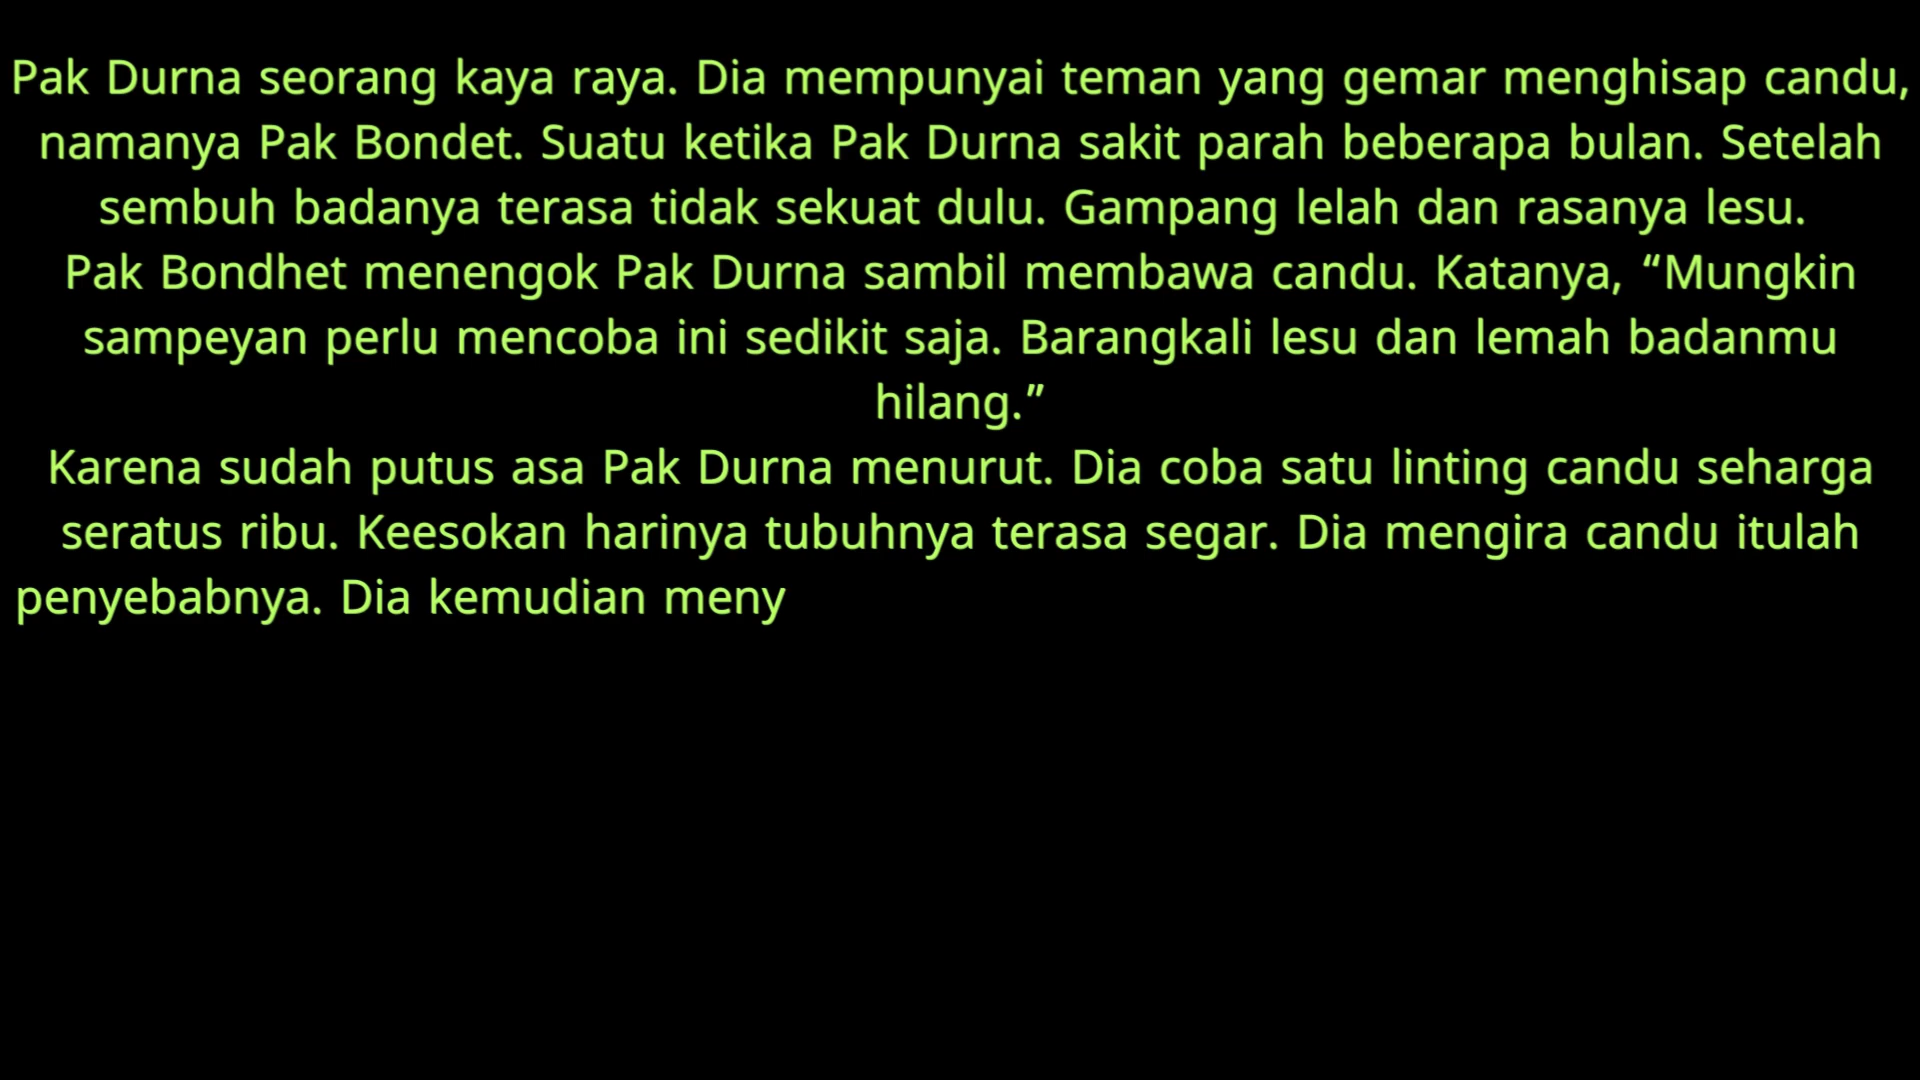 Pak Durna seorang kaya raya. Dia mempunyai teman yang gemar menghisap candu,
namanya Pak Bondet. Suatu ketika Pak Durna sakit parah beberapa bulan. Setelah
sembuh badanya terasa tidak sekuat dulu. Gampang lelah dan rasanya lesu.
Pak Bondhet menengok Pak Durna sambil membawa candu. Katanya, “Mungkin
sampeyan perlu mencoba ini sedikit saja. Barangkali lesu dan lemah badanmu
hilang.”
Karena sudah putus asa Pak Durna menurut. Dia coba satu linting candu seharga
seratus ribu. Keesokan harinya tubuhnya terasa segar. Dia mengira candu itulah
penyebabnya. Dia kemudian meny